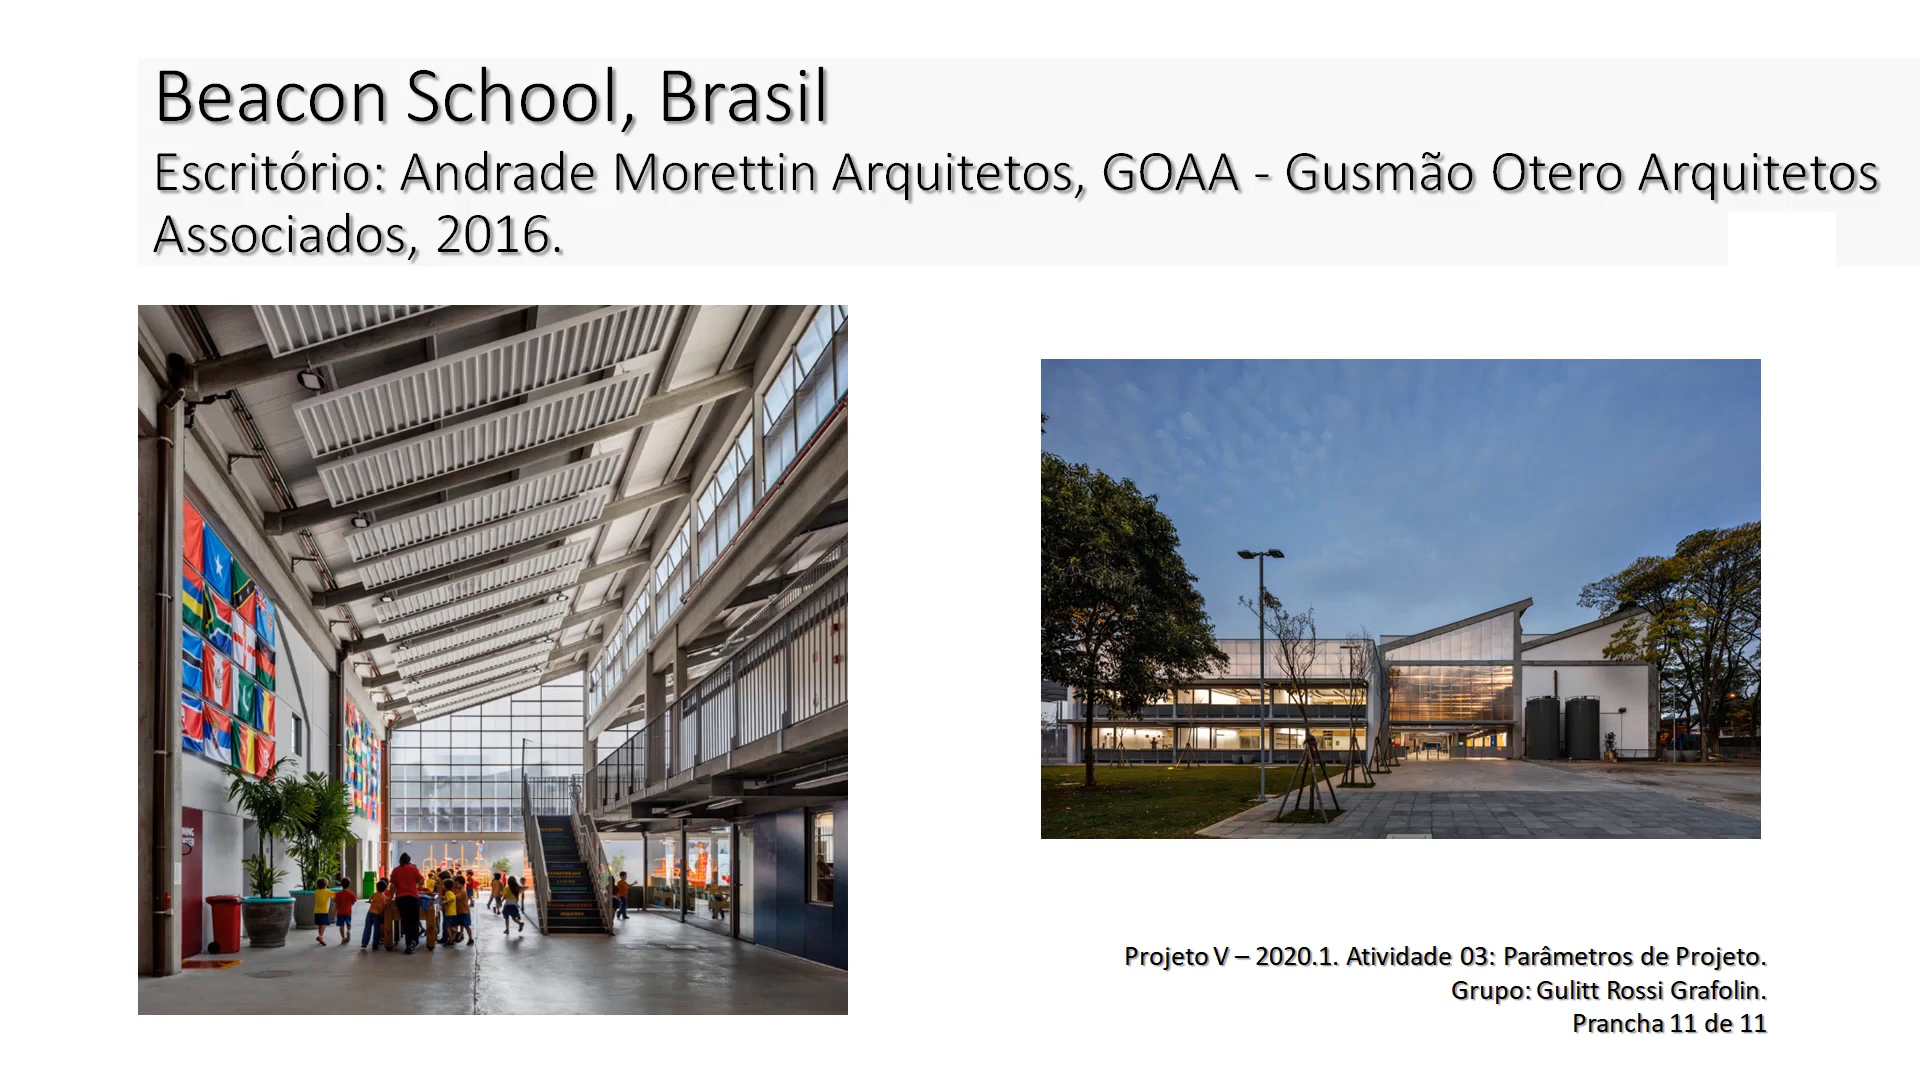 Beacon School, Brasil
Escritório: Andrade Morettin Arquitetos, GOAA - Gusmão Otero Arquitetos
Associados, 2016.
Projeto V – 2020.1. Atividade 03: Parâmetros de Projeto.
Grupo: Gulitt Rossi Grafolin.
Prancha 11 de 11